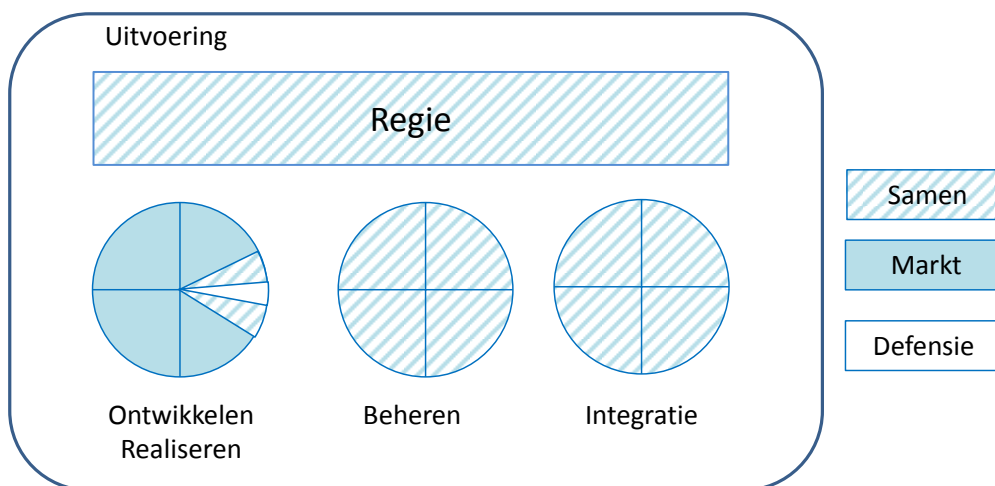 Uitvoering
Regie
Samen
Markt
Defensie
Ontwikkelen
Realiseren
Beheren
Integratie